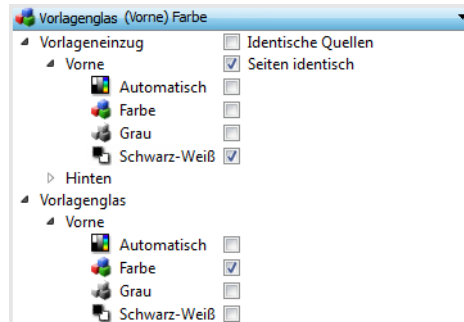 Vorlagenglas (Vorne) Farbe
Vorlageneinzug Identische Quellen
Vorne Seiten identisch
Automatisch
Farbe
Grau
Schwarz-Weiß
Hinten
Vorlagenglas
Vorne
Automatisch
Farbe
Grau
Schwarz-Weiß